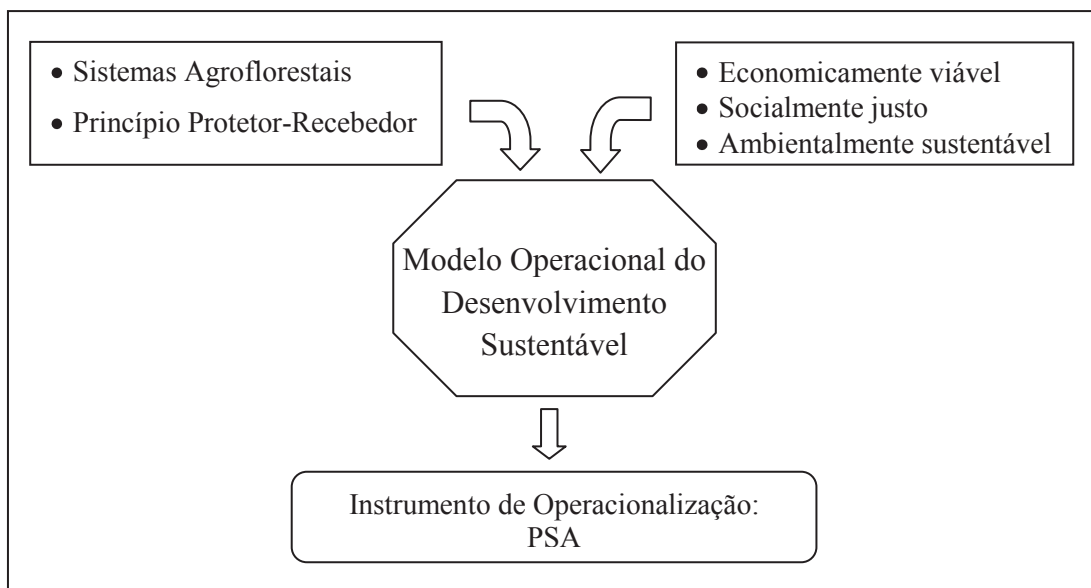 • Sistemas Agroflorestais
• Princípio Protetor-Recebedor
• Economicamente viável
• Socialmente justo
• Ambientalmente sustentável
Modelo Operacional do
Desenvolvimento
Sustentável
Instrumento de Operacionalização:
PSA